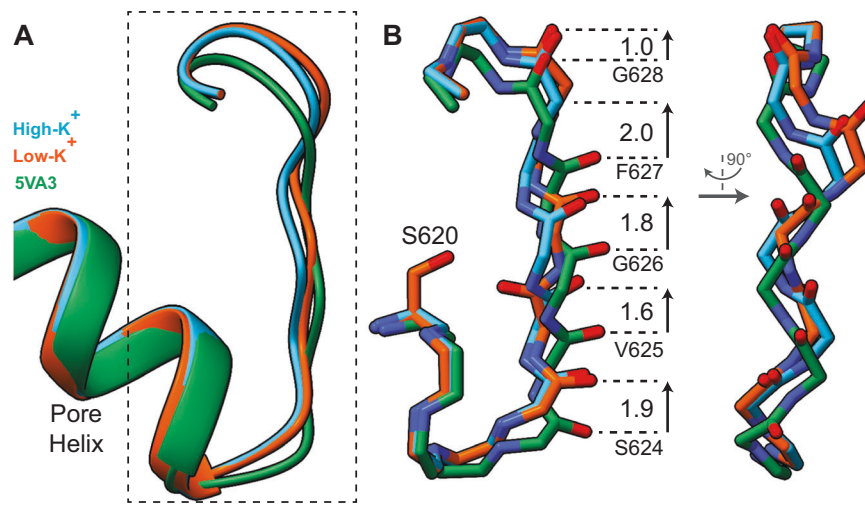 A
High-K+
Low-K+
5VA3
Pore
Helix
B
S620
1.0
G628
2.0
F627
1.8
G626
1.6
V625
1.9
S624
90°